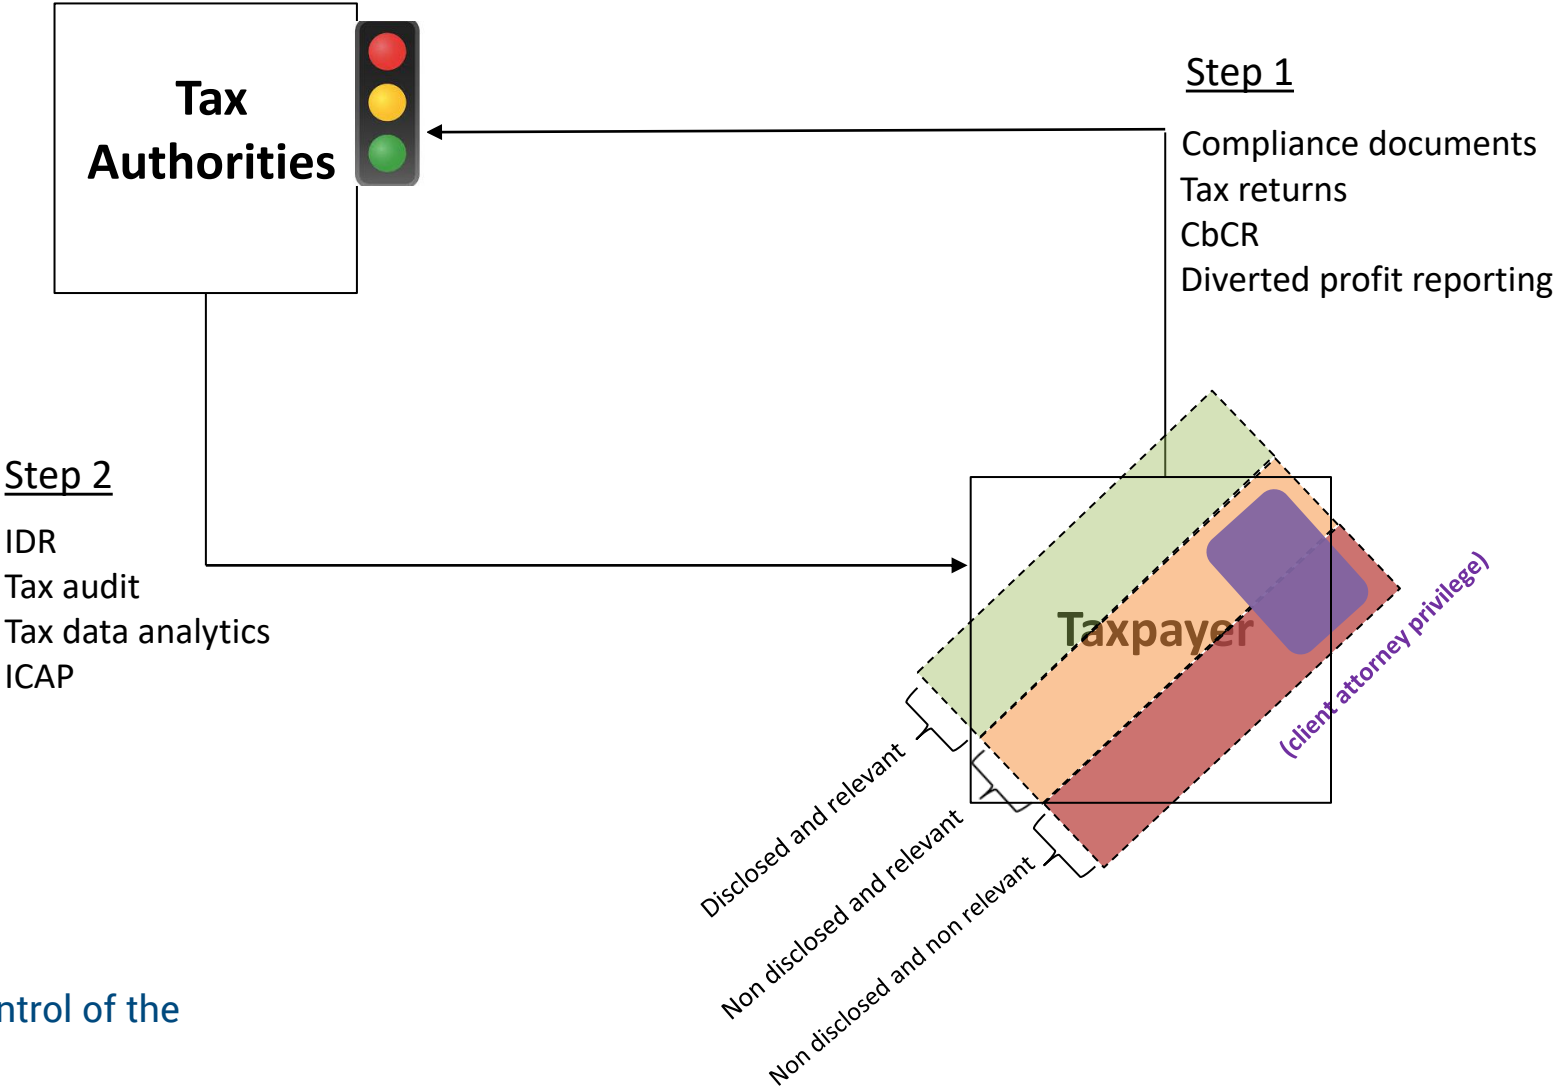 Tax
Authorities
Step 1
Compliance documents
Tax returns
CbCR
Diverted profit reporting
Step 2
IDR
Tax audit
Tax data analytics
ICAP
Taxpayer
(client attorney privilege)
Disclosed and relevant
Non disclosed and relevant
Non disclosed and non relevant
ntrol of the